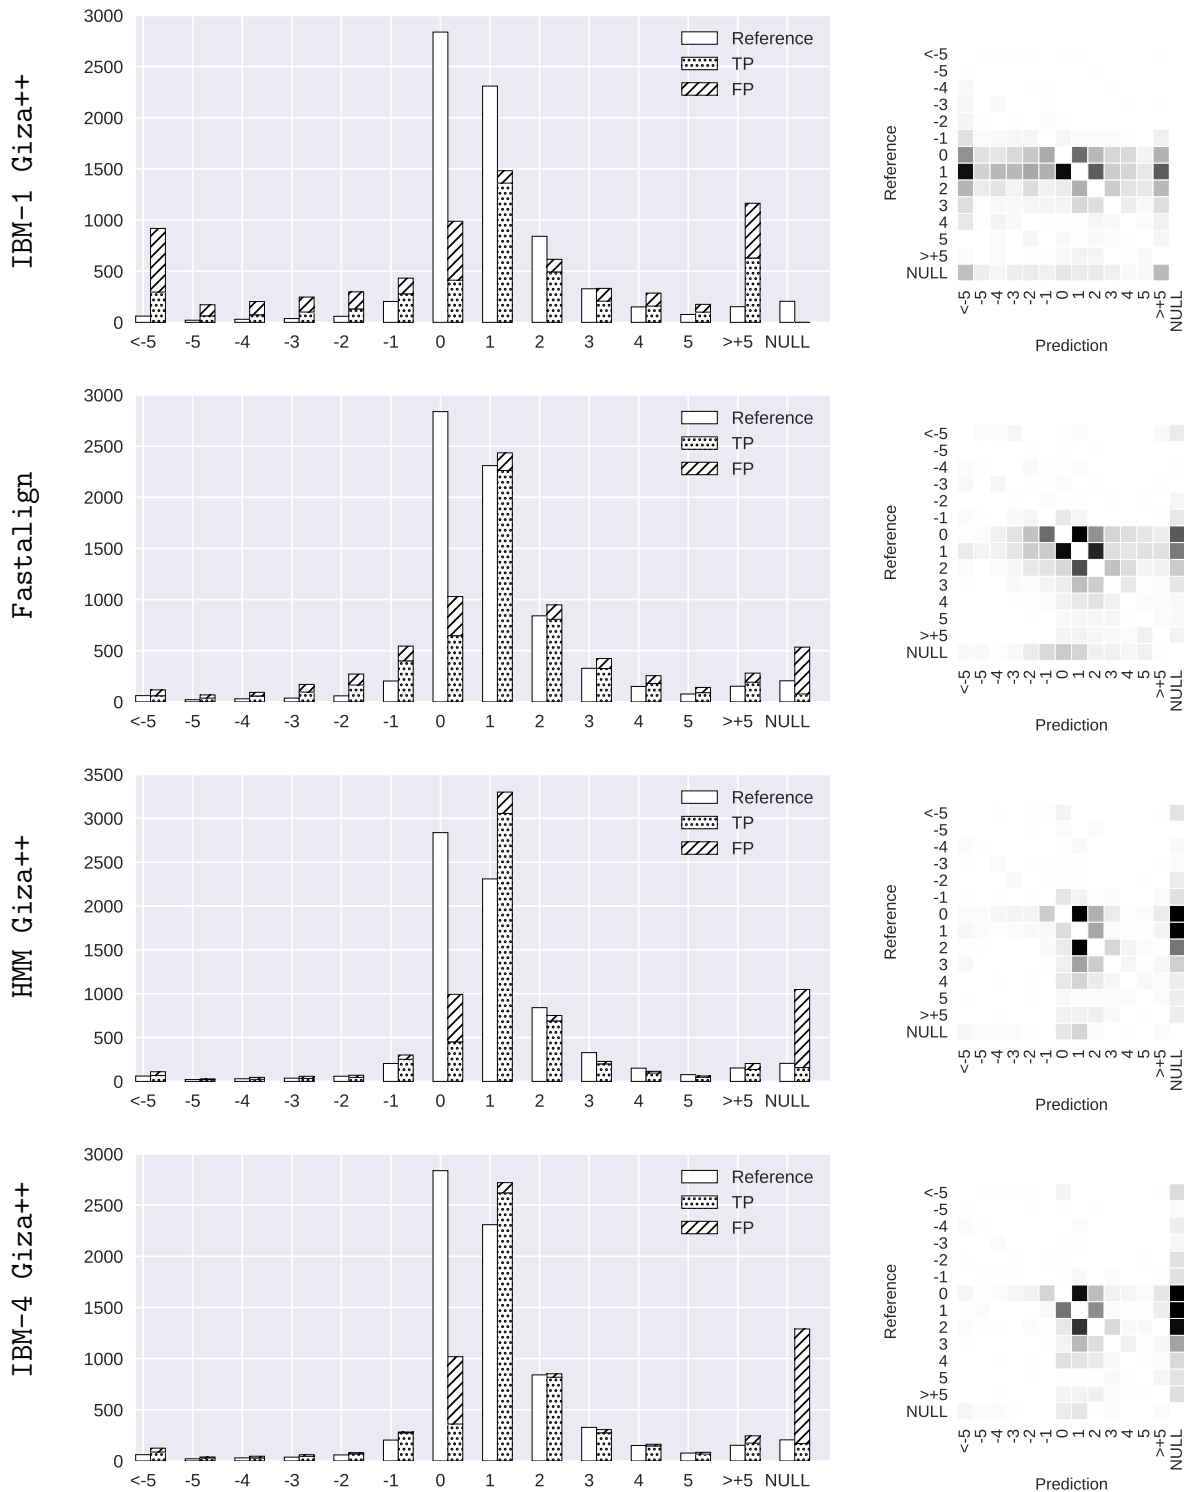 IBM-1 Giza++
3000
2500
2000
1500
1000
500
0
Reference
TP
FP
<-5 -5 -4 -3 -2 -1 0 1 2 3 4 5 >+5 NULL
Reference
<-5
-5
-4
-3
-2
-1
0
1
2
3
4
5
>+5
NULL
<-5 -5 -4 -3 -2 -1 0 1 2 3 4 5 >+5 NULL
Prediction
Fastalign
3000
2500
2000
1500
1000
500
0
Reference
TP
FP
<-5 -5 -4 -3 -2 -1 0 1 2 3 4 5 >+5 NULL
Reference
<-5
-5
-4
-3
-2
-1
0
1
2
3
4
5
>+5
NULL
<-5 -5 -4 -3 -2 -1 0 1 2 3 4 5 >+5 NULL
Prediction
HMM Giza++
3500
3000
2500
2000
1500
1000
500
0
Reference
TP
FP
<-5 -5 -4 -3 -2 -1 0 1 2 3 4 5 >+5 NULL
Reference
<-5
-5
-4
-3
-2
-1
0
1
2
3
4
5
>+5
NULL
<-5 -5 -4 -3 -2 -1 0 1 2 3 4 5 >+5 NULL
Prediction
IBM-4 Giza++
3000
2500
2000
1500
1000
500
0
Reference
TP
FP
<-5 -5 -4 -3 -2 -1 0 1 2 3 4 5 >+5 NULL
Reference
<-5
-5
-4
-3
-2
-1
0
1
2
3
4
5
>+5
NULL
<-5 -5 -4 -3 -2 -1 0 1 2 3 4 5 >+5 NULL
Prediction